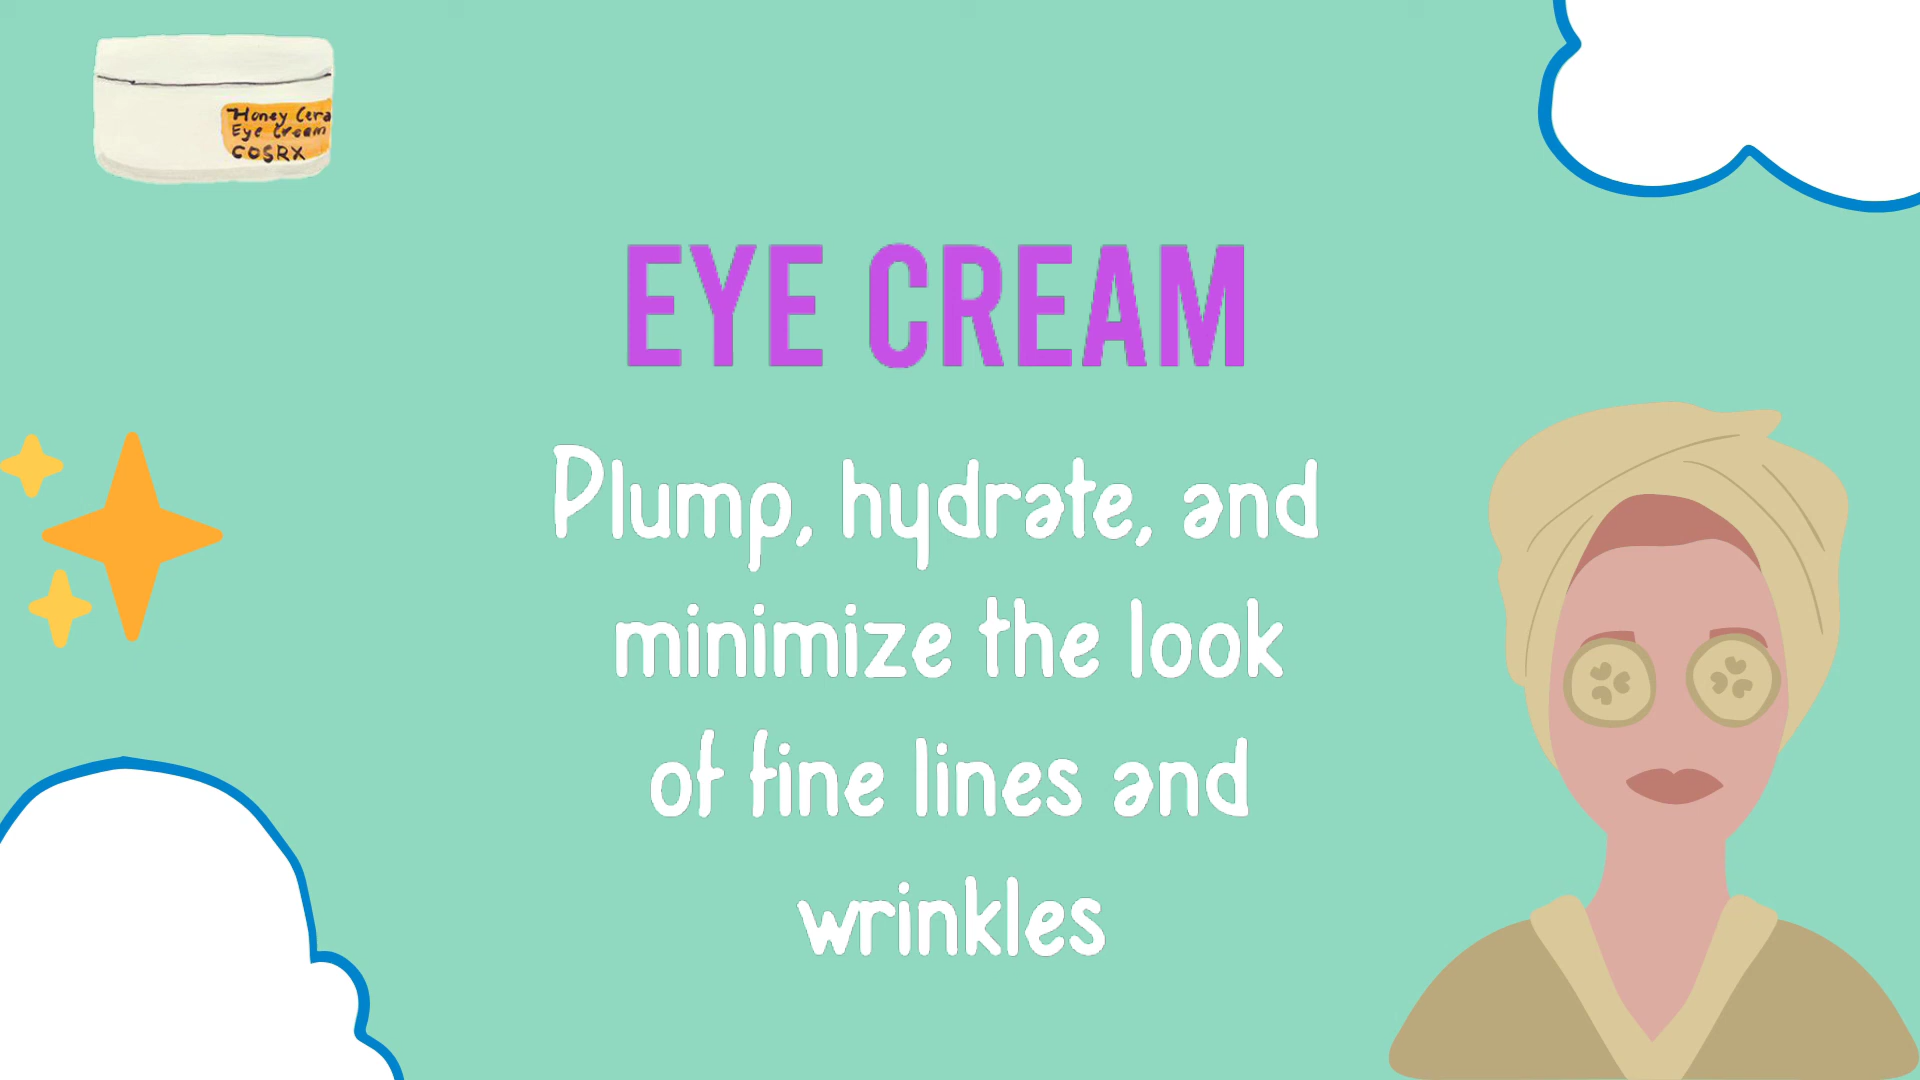 Honey Cera
Eye Cream
COSRX
EYE CREAM
Plump, hydrate, and
minimize the look
of fine lines and
wrinkles